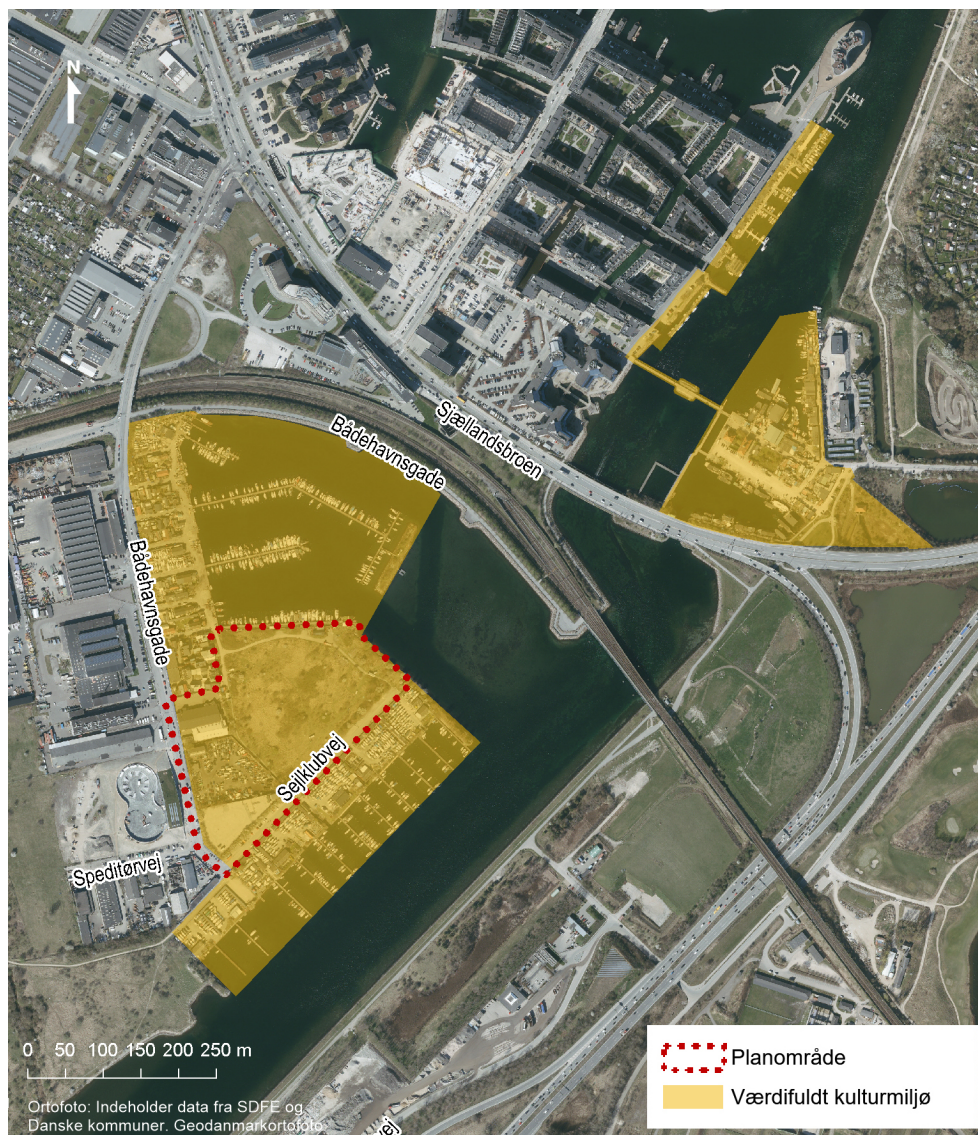 N
Sjællandsbroen
Bådehavnsgade
Bådehavnsgade
Sejlklubvej
Speditørvej
0 50 100 150 200 250 m
Ortofoto: Indeholder data fra SDFE og
Danske kommuner. Geodanmarkortofoto
vej
Planområde
Værdifuldt kulturmiljø